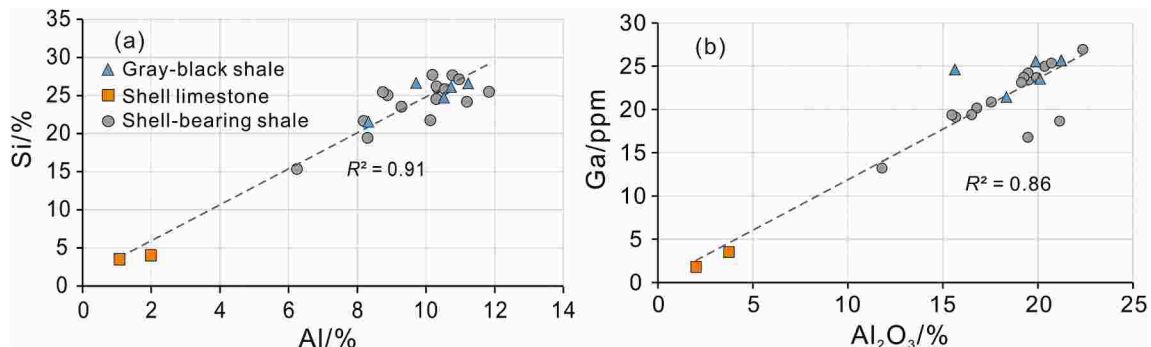 (a)
Gray-black shale
Shell limestone
Shell-bearing shale
R² = 0.91
Si/%
35
30
25
20
15
10
5
0
0 2 4 6 8 10 12 14
Al/%
(b)
R² = 0.86
Ga/ppm
30
25
20
15
10
5
0
0 5 10 15 20 25
Al₂O₃/%